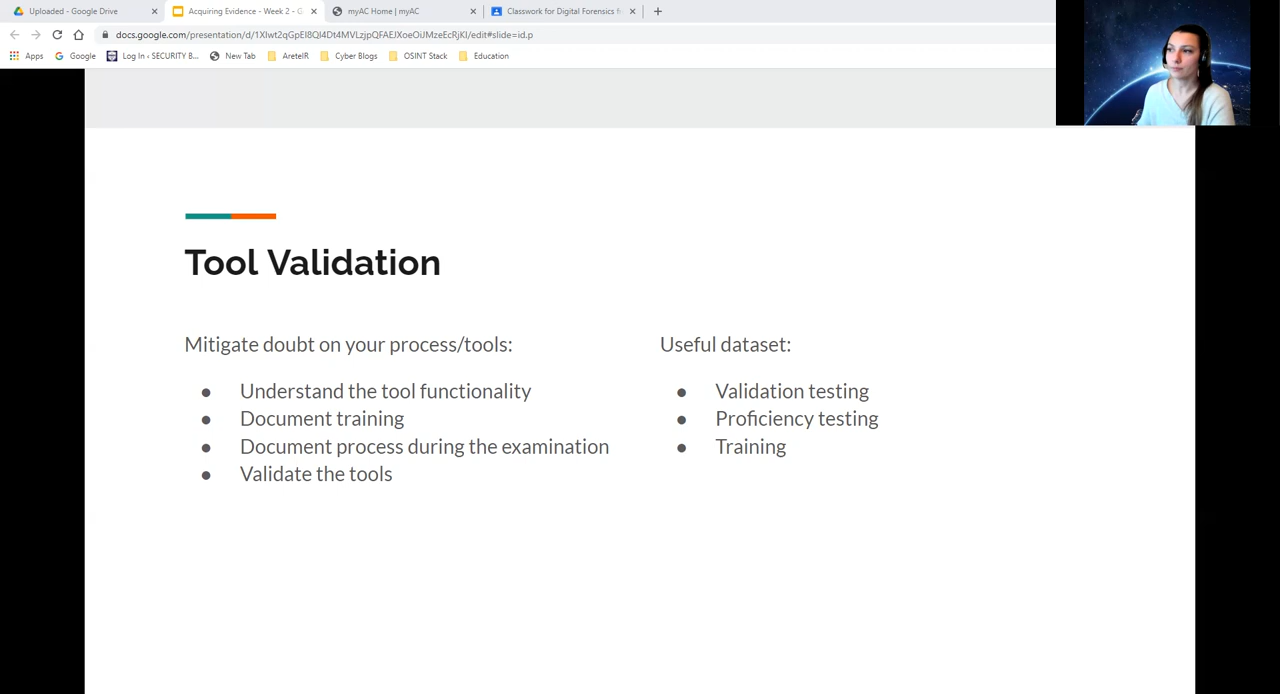 Uploaded - Google Drive
Acquiring Evidence - Week 2 - G
myAC Home | myAC
Classwork for Digital Forensics fr
docs.google.com/presentation/d/1XIwt2qGpEI8Ql4Dt4MVLzjpQFAEJXoeOiJMzeEcRjKI/edit#slide=id.p
Apps
Google
Log In ‹ SECURITY B...
New Tab
AreteIR
Cyber Blogs
OSINT Stack
Education
Tool Validation
Mitigate doubt on your process/tools:
● Understand the tool functionality
● Document training
● Document process during the examination
● Validate the tools
Useful dataset:
● Validation testing
● Proficiency testing
● Training